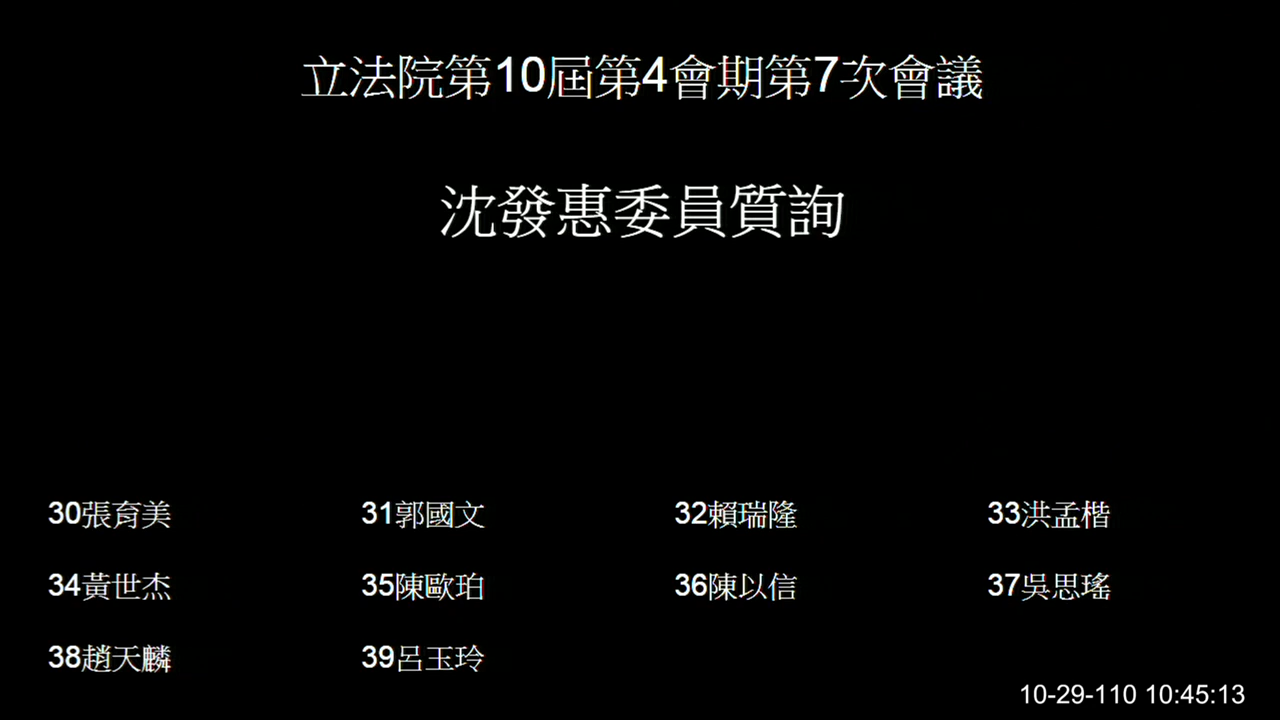 立法院第10屆第4會期第7次會議
沈發惠委員質詢
30張育美 31郭國文 32賴瑞隆 33洪孟楷
34黃世杰 35陳歐珀 36陳以信 37吳思瑤
38趙天麟 39呂玉玲
10-29-110 10:45:13